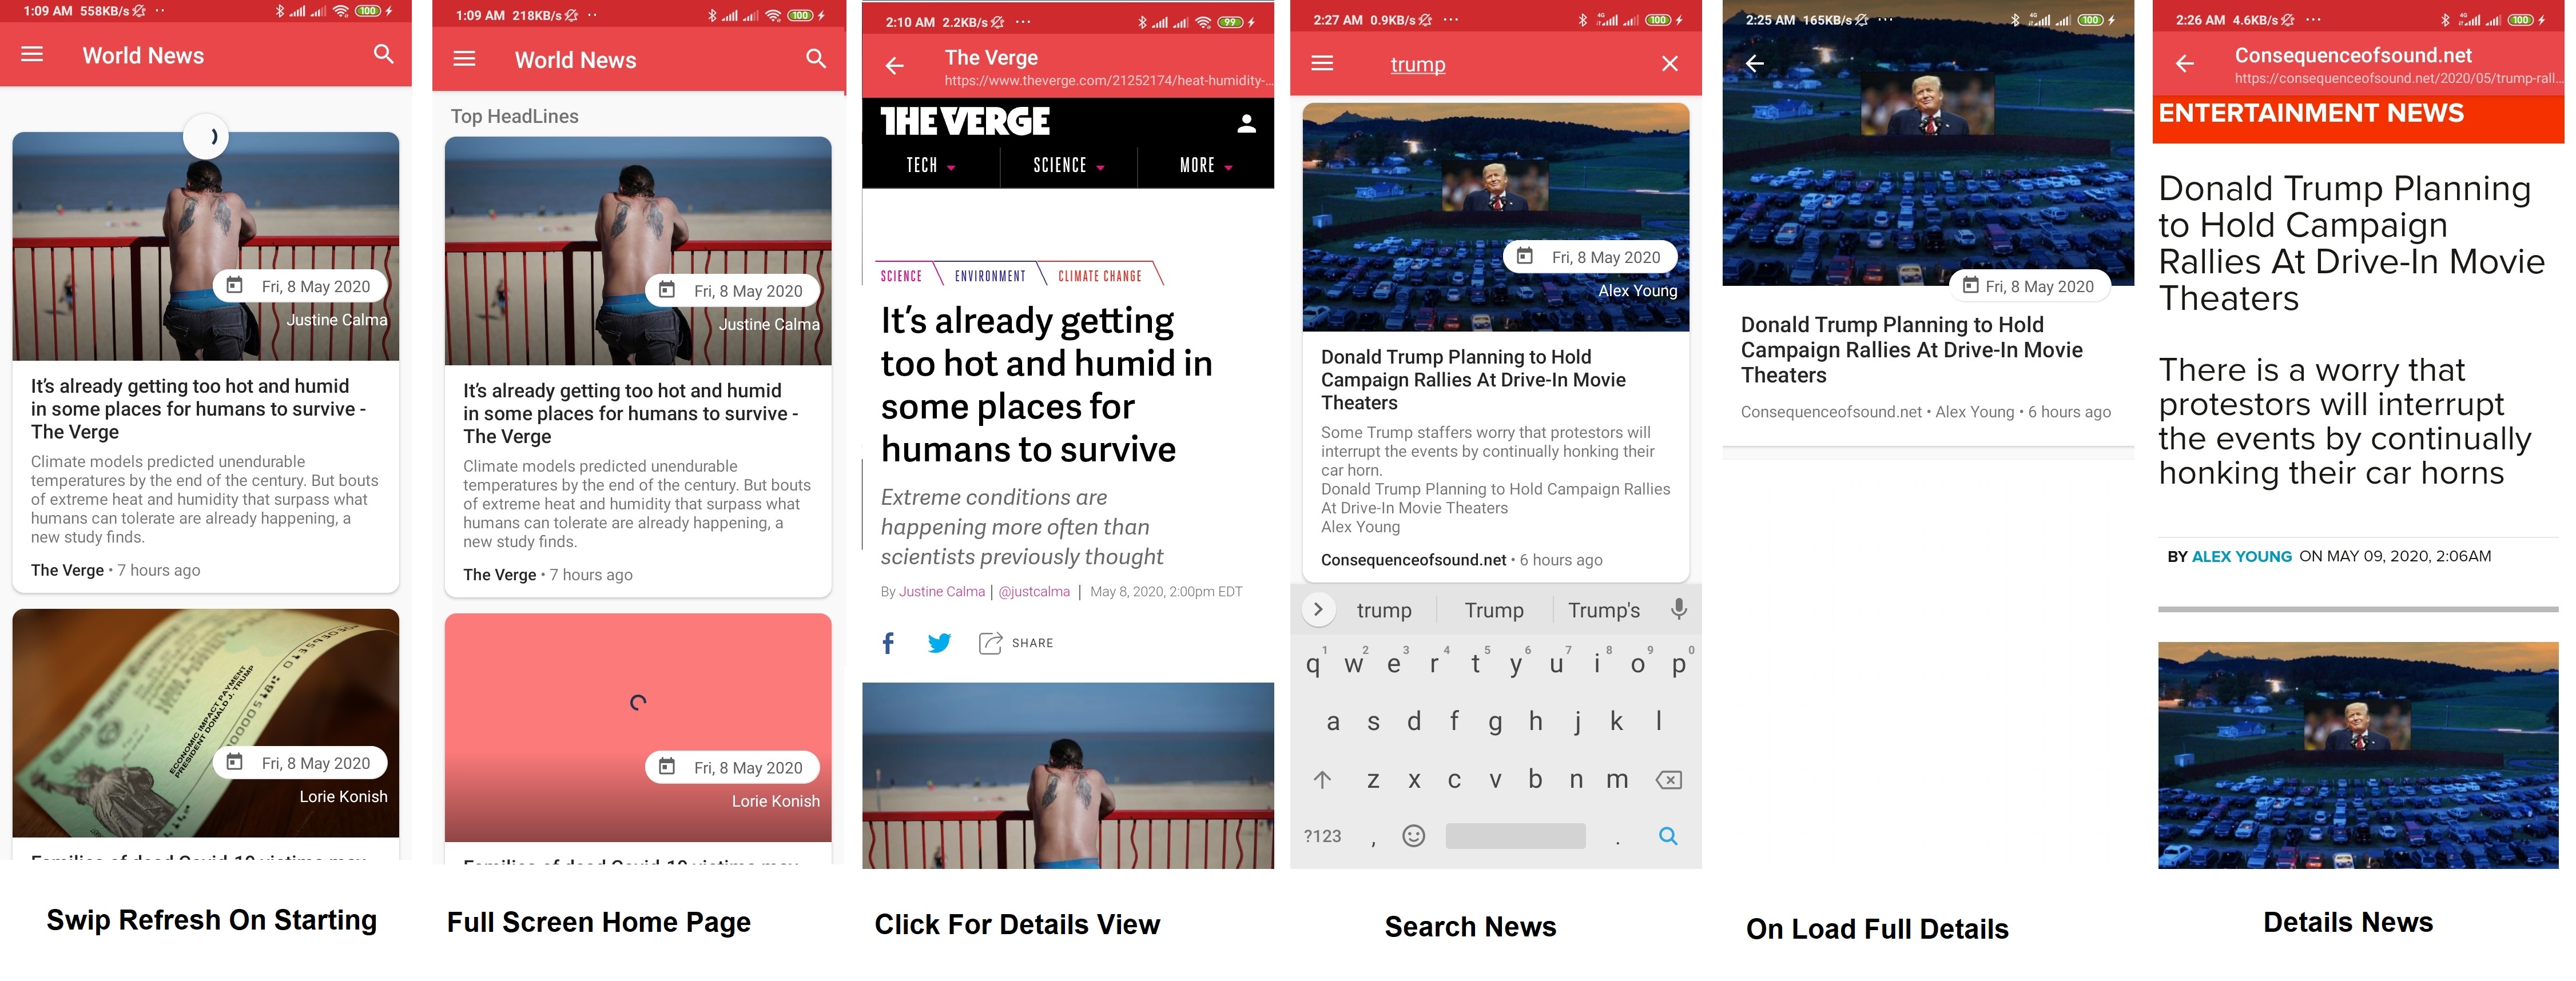 1:09 AM 558KB/s ··
100
World News
Fri, 8 May 2020
Justine Calma
It's already getting too hot and humid
in some places for humans to survive -
The Verge
Climate models predicted unendurable
temperatures by the end of the century. But bouts
of extreme heat and humidity that surpass what
humans can tolerate are already happening, a
new study finds.
The Verge • 7 hours ago
ECONOMIC IMPACT PAYMENT
PRESIDENT DONALD J. TRUMP
Fri, 8 May 2020
Lorie Konish
Families of dead Covid-19 victims may
Swip Refresh On Starting
1:09 AM 218KB/s ··
100
World News
Top HeadLines
Fri, 8 May 2020
Justine Calma
It's already getting too hot and humid
in some places for humans to survive -
The Verge
Climate models predicted unendurable
temperatures by the end of the century. But bouts
of extreme heat and humidity that surpass what
humans can tolerate are already happening, a
new study finds.
The Verge • 7 hours ago
Fri, 8 May 2020
Lorie Konish
Families of dead Covid-19 victims may
Full Screen Home Page
2:10 AM 2.2KB/s ···
99
The Verge
https://www.theverge.com/21252174/heat-humidity-...
THE VERGE
TECH SCIENCE MORE
SCIENCE ENVIRONMENT CLIMATE CHANGE
It's already getting
too hot and humid in
some places for
humans to survive
Extreme conditions are
happening more often than
scientists previously thought
By Justine Calma | @justcalma | May 8, 2020, 2:00pm EDT
SHARE
Click For Details View
2:27 AM 0.9KB/s ···
4G
100
trump
Fri, 8 May 2020
Alex Young
Donald Trump Planning to Hold
Campaign Rallies At Drive-In Movie
Theaters
Some Trump staffers worry that protestors will
interrupt the events by continually honking their
car horn.
Donald Trump Planning to Hold Campaign Rallies
At Drive-In Movie Theaters
Alex Young
Consequenceofsound.net • 6 hours ago
trump Trump Trump's
q1 w2 e3 r4 t5 y6 u7 i8 o9 p0
a s d f g h j k l
z x c v b n m
?123 , .
Search News
2:25 AM 165KB/s ···
4G
100
Fri, 8 May 2020
Donald Trump Planning to Hold
Campaign Rallies At Drive-In Movie
Theaters
Consequenceofsound.net • Alex Young • 6 hours ago
On Load Full Details
2:26 AM 4.6KB/s ···
4G
100
Consequenceofsound.net
https://consequenceofsound.net/2020/05/trump-rall...
ENTERTAINMENT NEWS
Donald Trump Planning
to Hold Campaign
Rallies At Drive-In Movie
Theaters
There is a worry that
protestors will interrupt
the events by continually
honking their car horns
BY ALEX YOUNG ON MAY 09, 2020, 2:06AM
Details News